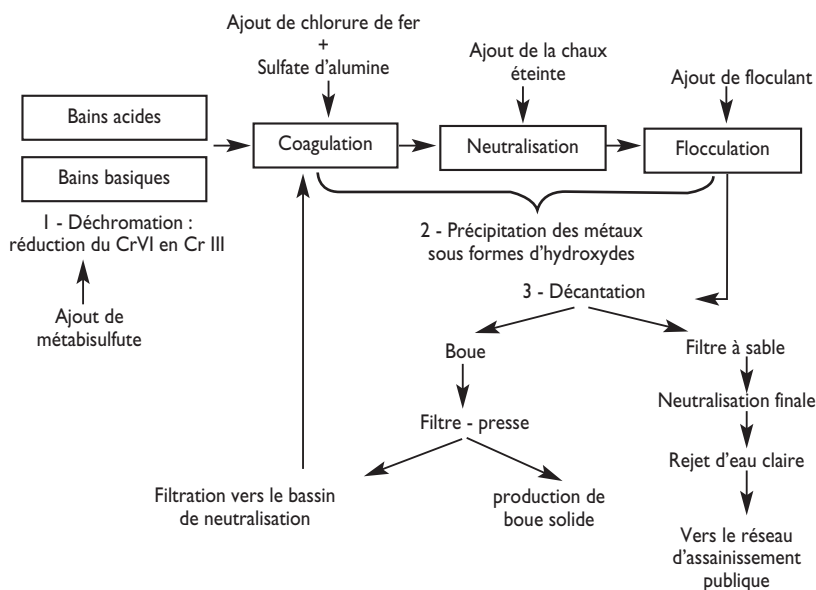 Ajout de chlorure de fer
+
Sulfate d'alumine
Ajout de la chaux
éteinte
Ajout de floculant
Bains acides
Coagulation
Neutralisation
Flocculation
Bains basiques
1 - Déchromation :
réduction du CrVI en Cr III
2 - Précipitation des métaux
sous formes d'hydroxydes
Ajout de
métabisulfute
3 - Décantation
Boue
Filtre à sable
Neutralisation finale
Filtre - presse
Rejet d'eau claire
Filtration vers le bassin
de neutralisation
production de
boue solide
Vers le réseau
d'assainissement
publique